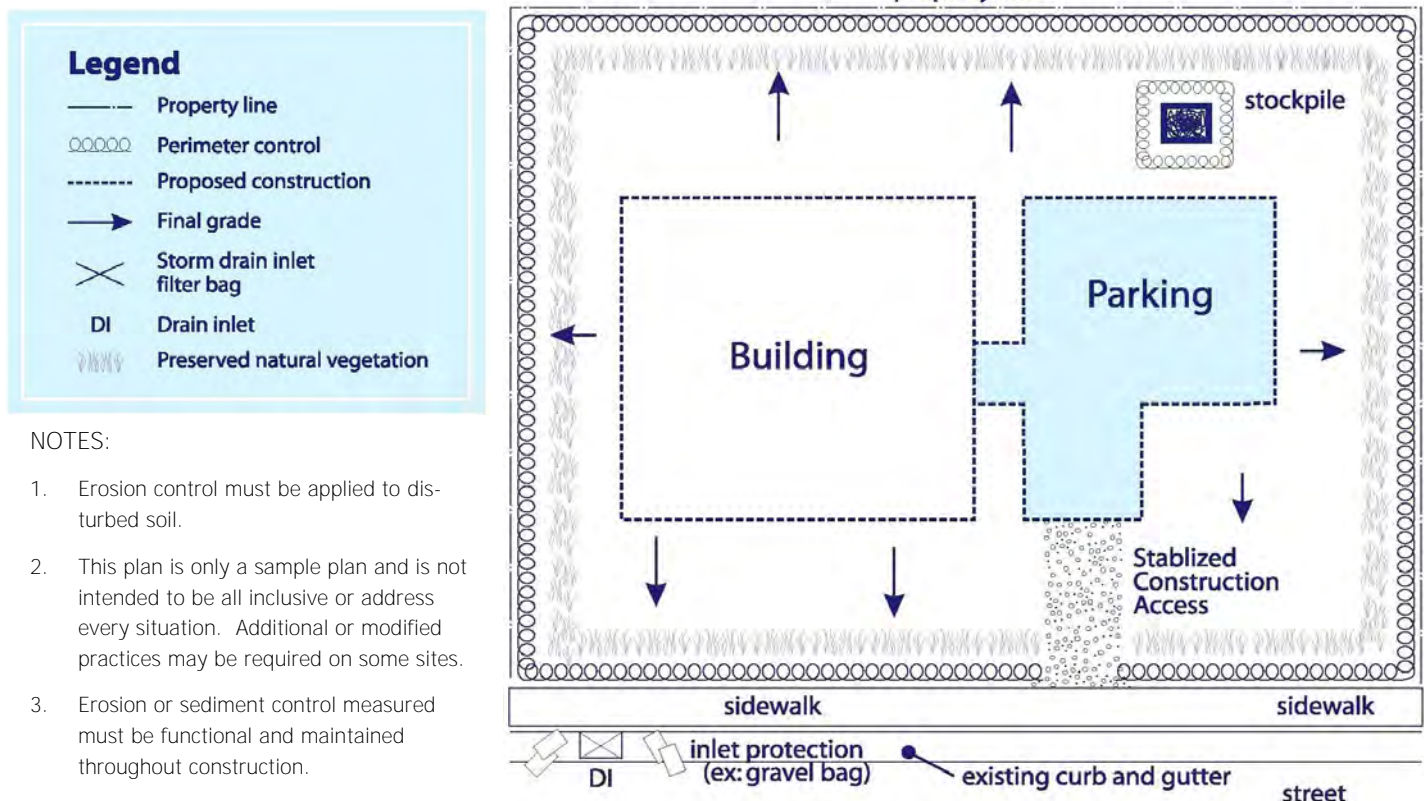 Legend
Property line
Perimeter control
Proposed construction
Final grade
Storm drain inlet
filter bag
DI
Drain inlet
Preserved natural vegetation
NOTES:
1. Erosion control must be applied to dis-
turbed soil.
2. This plan is only a sample plan and is not
intended to be all inclusive or address
every situation. Additional or modified
practices may be required on some sites.
3. Erosion or sediment control measured
must be functional and maintained
throughout construction.
stockpile
Building
Parking
Stablized
Construction
Access
sidewalk
sidewalk
DI
inlet protection
(ex: gravel bag)
existing curb and gutter
street